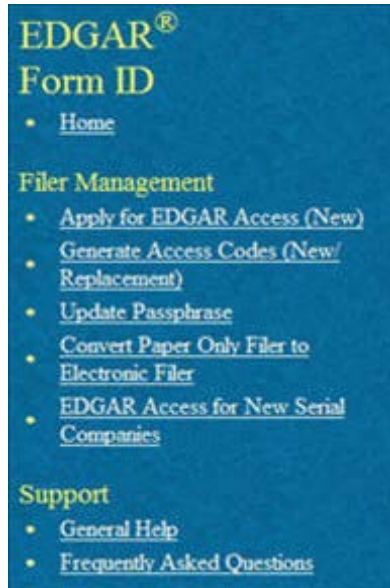 EDGAR®
Form ID
• Home
Filer Management
• Apply for EDGAR Access (New)
• Generate Access Codes (New/
Replacement)
• Update Passphrase
• Convert Paper Only Filer to
Electronic Filer
• EDGAR Access for New Serial
Companies
Support
• General Help
• Frequently Asked Questions